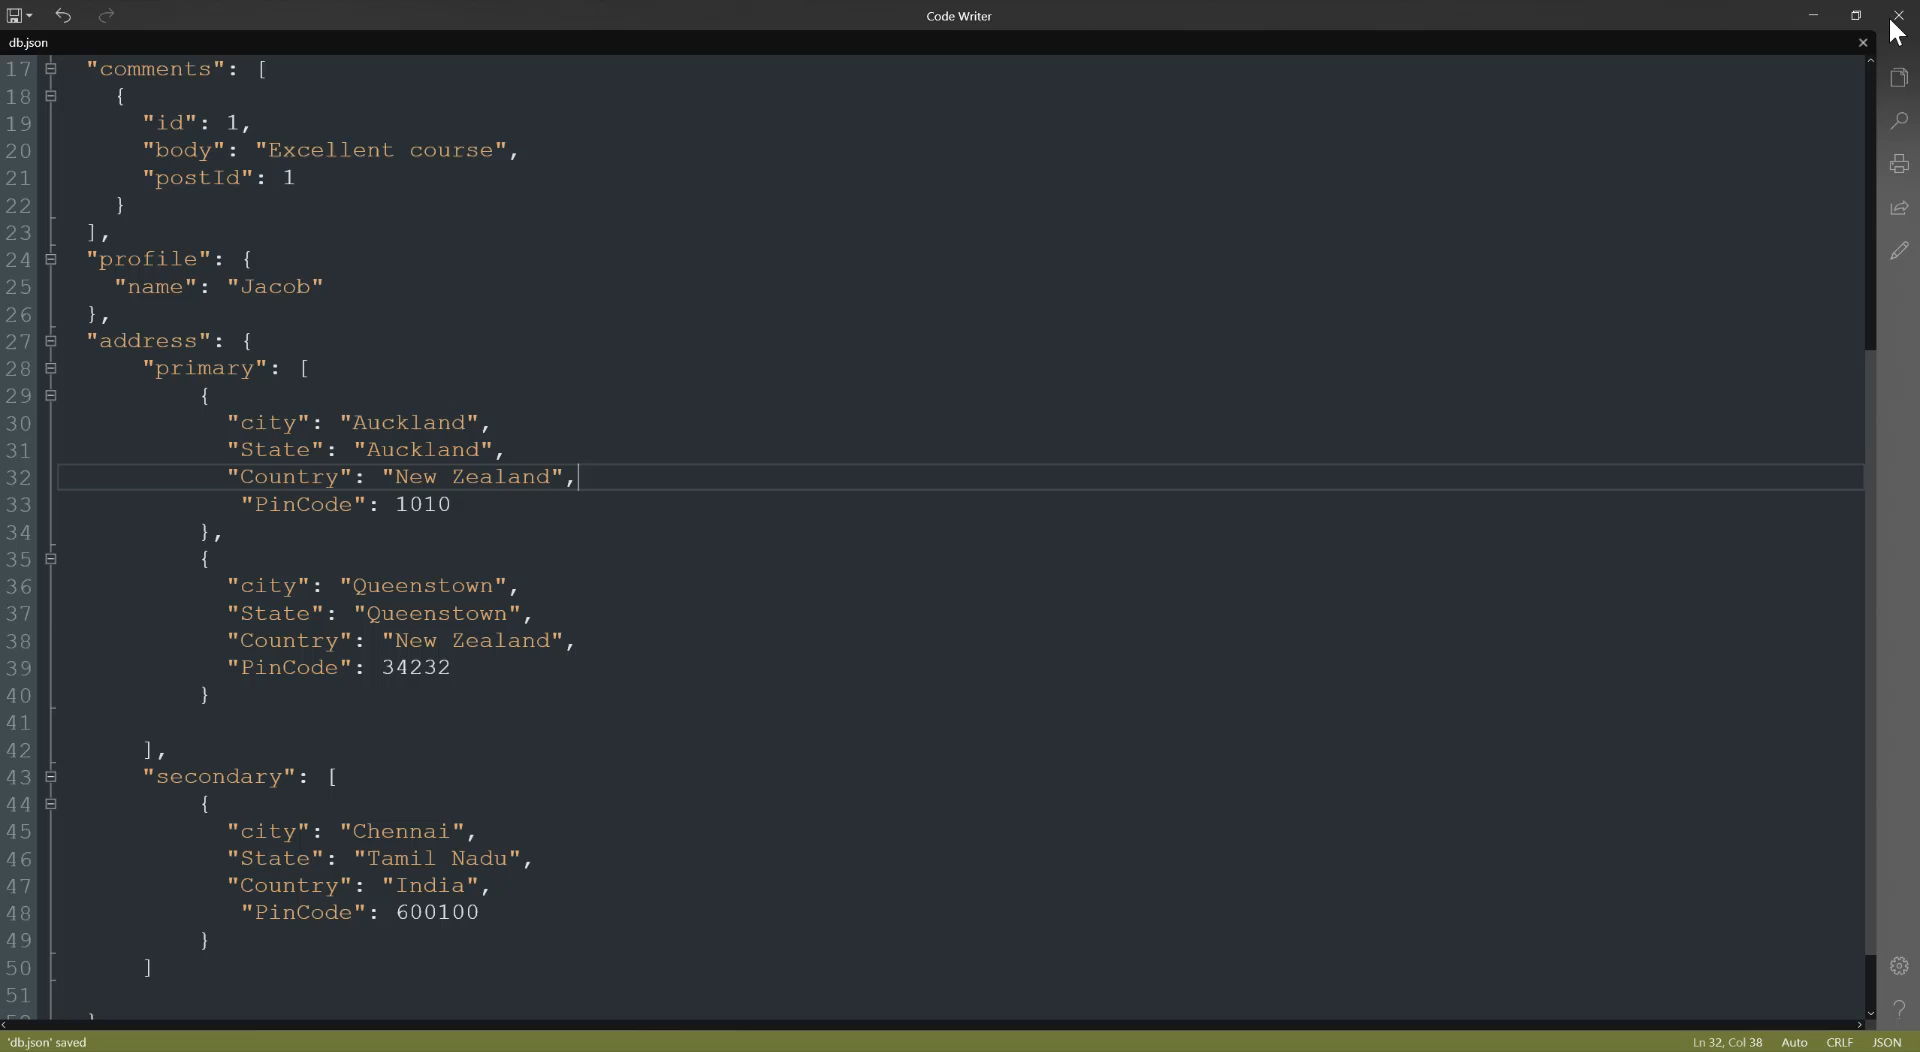 Code Writer
db.json
17 "comments": [
18 {
19 "id": 1,
20 "body": "Excellent course",
21 "postId": 1
22 }
23 ],
24 "profile": {
25 "name": "Jacob"
26 },
27 "address": {
28 "primary": [
29 {
30 "city": "Auckland",
31 "State": "Auckland",
32 "Country": "New Zealand",
33 "PinCode": 1010
34 },
35 {
36 "city": "Queenstown",
37 "State": "Queenstown",
38 "Country": "New Zealand",
39 "PinCode": 34232
40 }
41
42 ],
43 "secondary": [
44 {
45 "city": "Chennai",
46 "State": "Tamil Nadu",
47 "Country": "India",
48 "PinCode": 600100
49 }
50 ]
51
'db.json' saved Ln 32, Col 38 Auto CRLF JSON